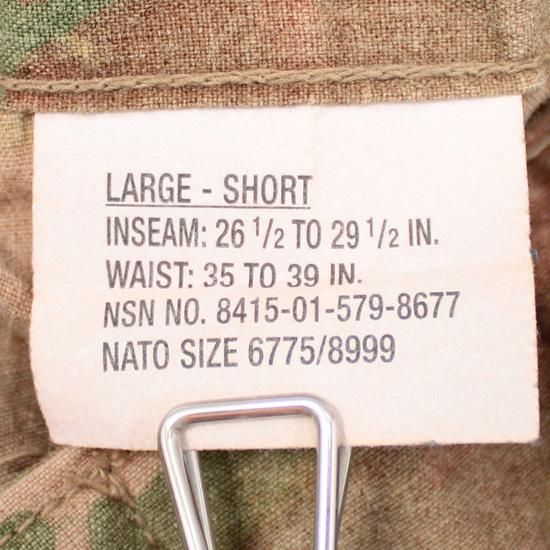 LARGE - SHORT
INSEAM: 26 1/2 TO 29 1/2 IN.
WAIST: 35 TO 39 IN.
NSN NO. 8415-01-579-8677
NATO SIZE 6775/8999